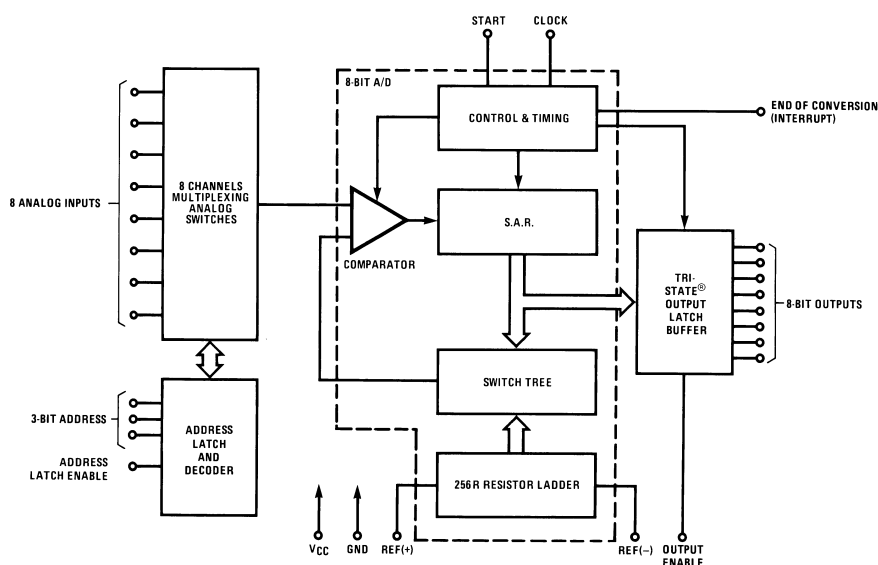 START
CLOCK
8-BIT A/D
CONTROL & TIMING
END OF CONVERSION
(INTERRUPT)
8 ANALOG INPUTS
8 CHANNELS
MULTIPLEXING
ANALOG
SWITCHES
S.A.R.
COMPARATOR
TRI-
STATE®
OUTPUT
LATCH
BUFFER
8-BIT OUTPUTS
SWITCH TREE
3-BIT ADDRESS
ADDRESS
LATCH
AND
DECODER
ADDRESS
LATCH ENABLE
256R RESISTOR LADDER
VCC
GND
REF(+)
REF(−)
OUTPUT
ENABLE